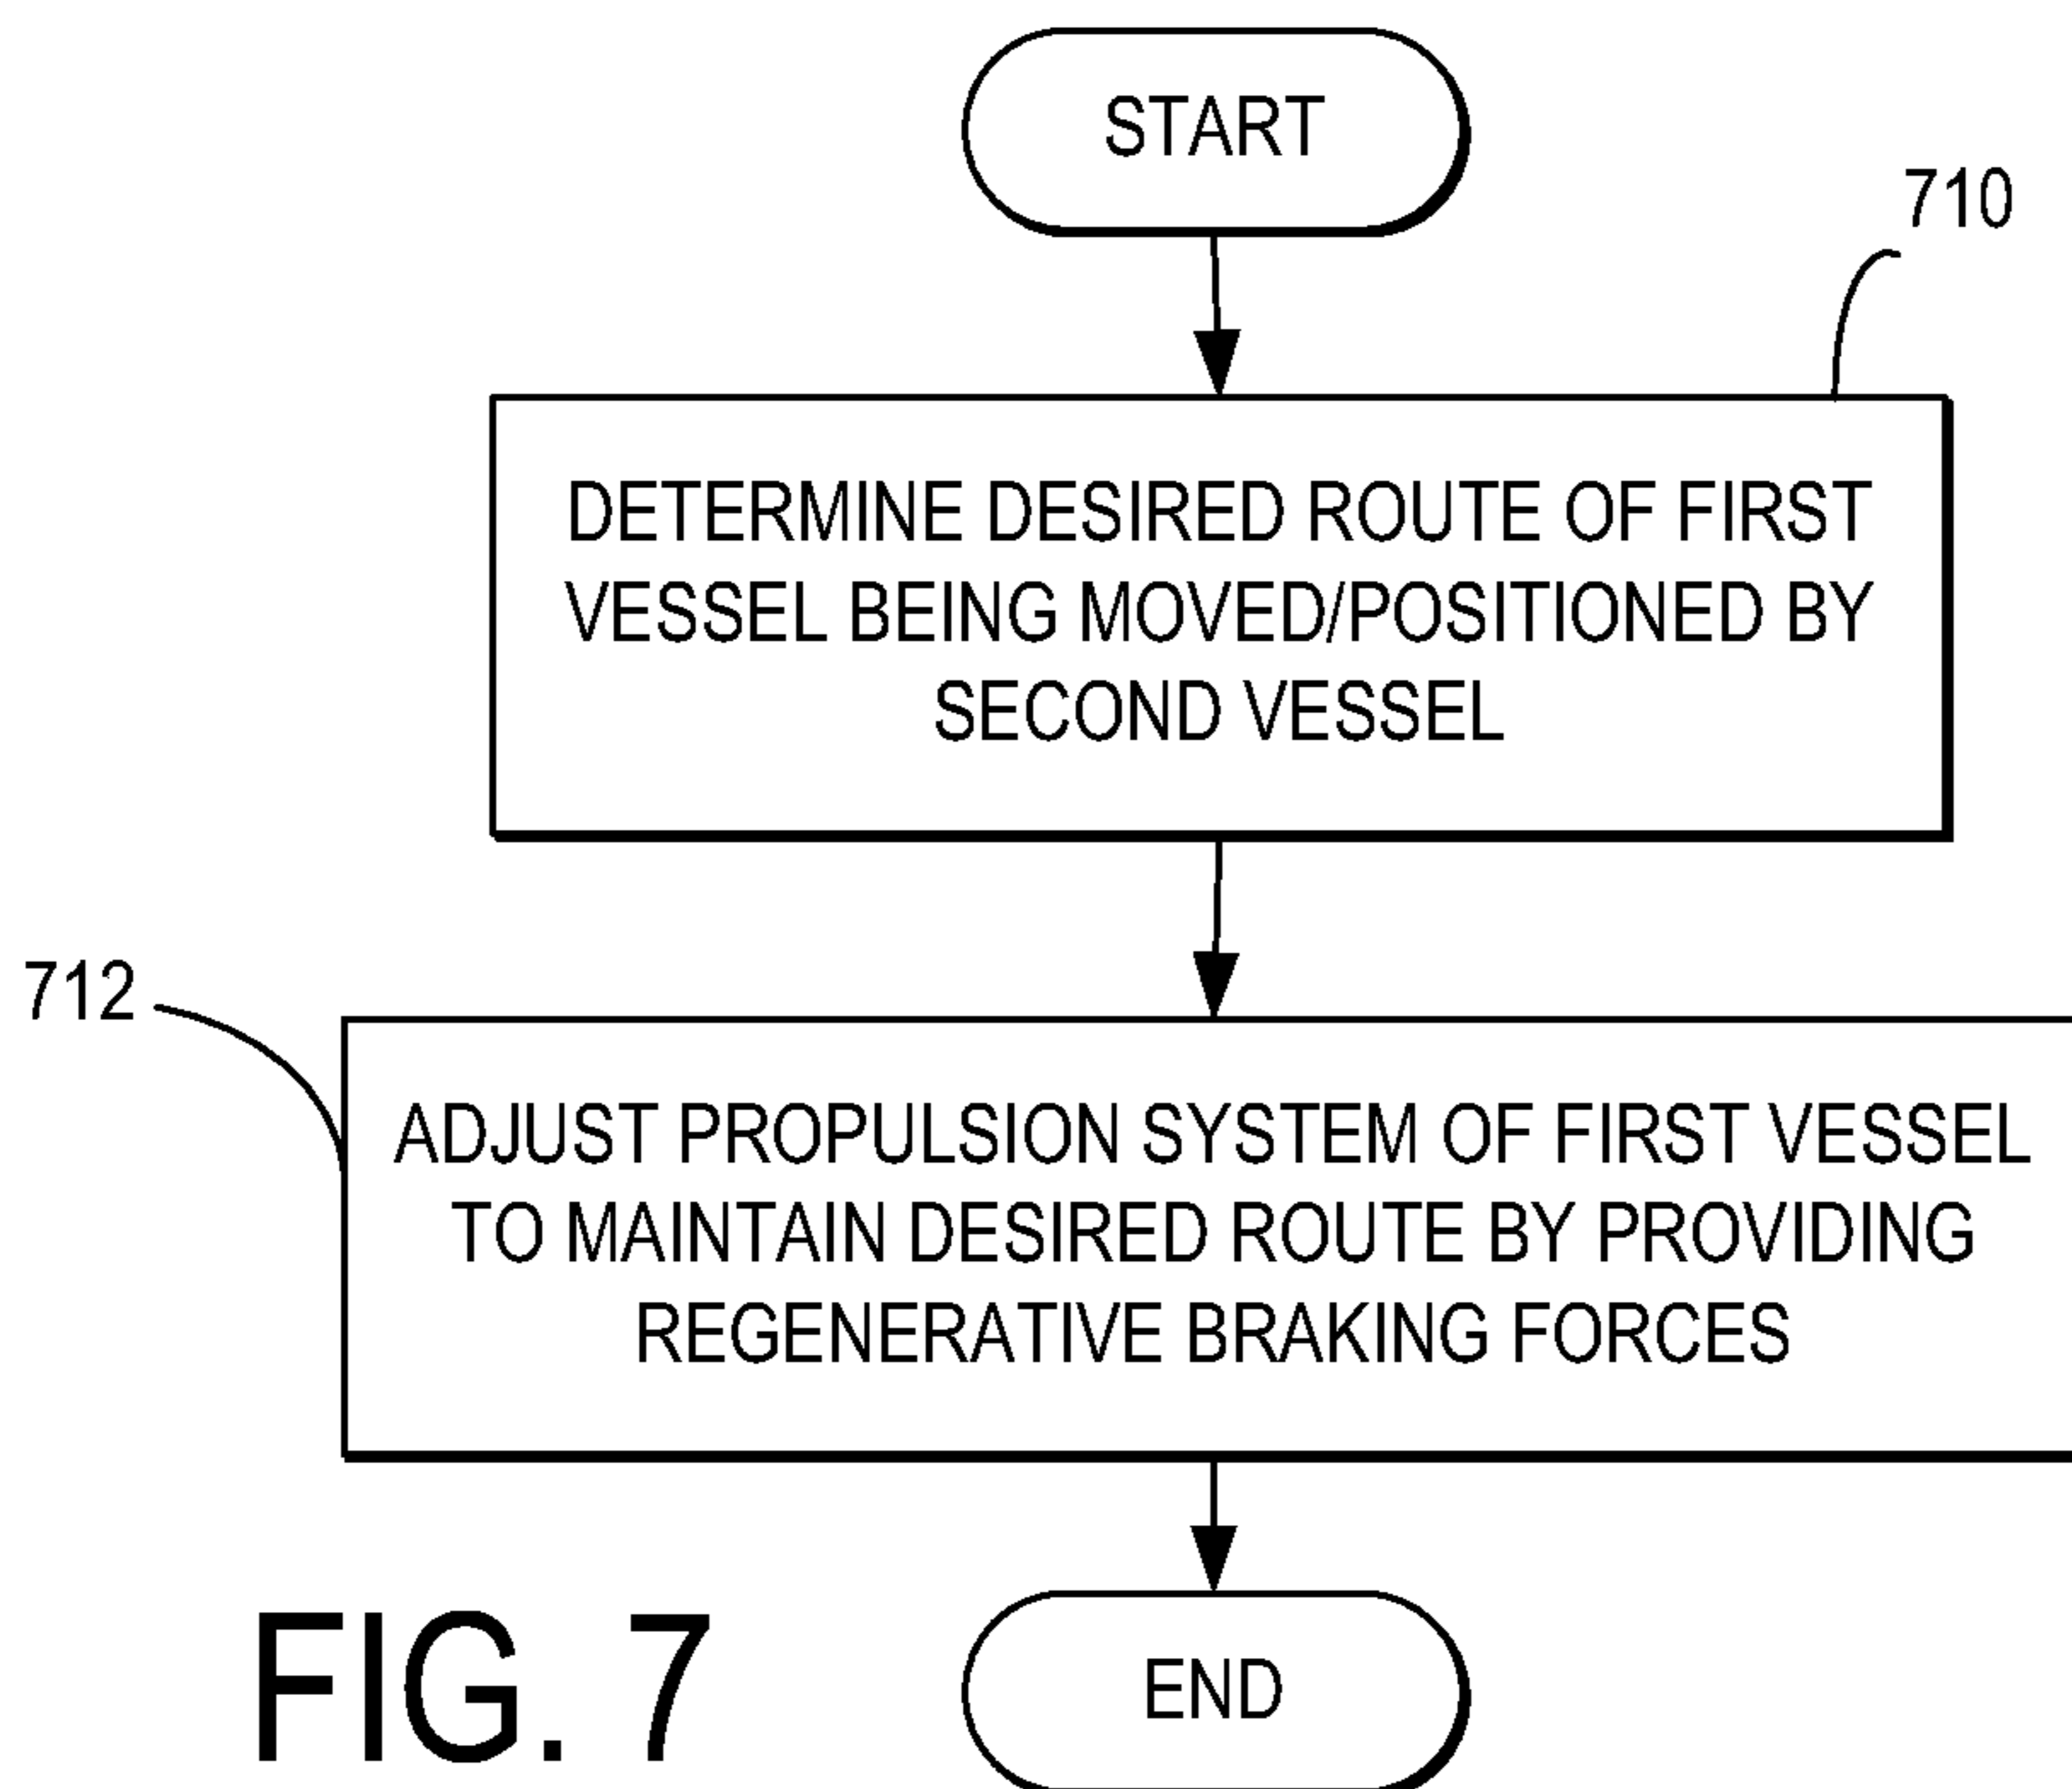 START
710
DETERMINE DESIRED ROUTE OF FIRST
VESSEL BEING MOVED/POSITIONED BY
SECOND VESSEL
712
ADJUST PROPULSION SYSTEM OF FIRST VESSEL
TO MAINTAIN DESIRED ROUTE BY PROVIDING
REGENERATIVE BRAKING FORCES
END
FIG. 7